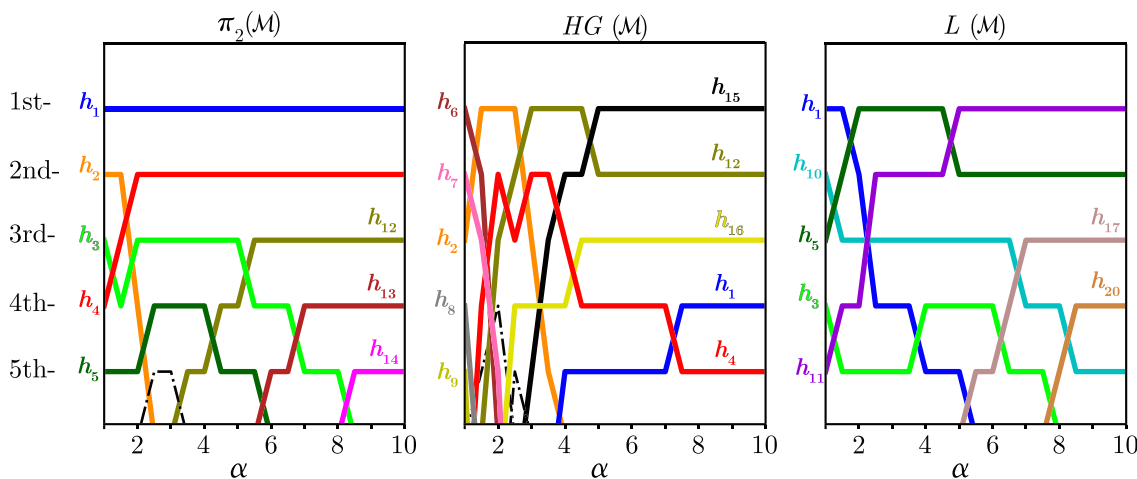 π₂(ℳ)
HG (ℳ)
L (ℳ)
1st-
2nd-
3rd-
4th-
5th-
h₁
h₂
h₃
h₄
h₅
h₁₂
h₁₃
h₁₄
2 4 6 8 10
α
h₆
h₇
h₂
h₈
h₉
h₁₅
h₁₂
h₁₆
h₁
h₄
2 4 6 8 10
α
h₁
h₁₀
h₅
h₃
h₁₁
h₁₇
h₂₀
2 4 6 8 10
α